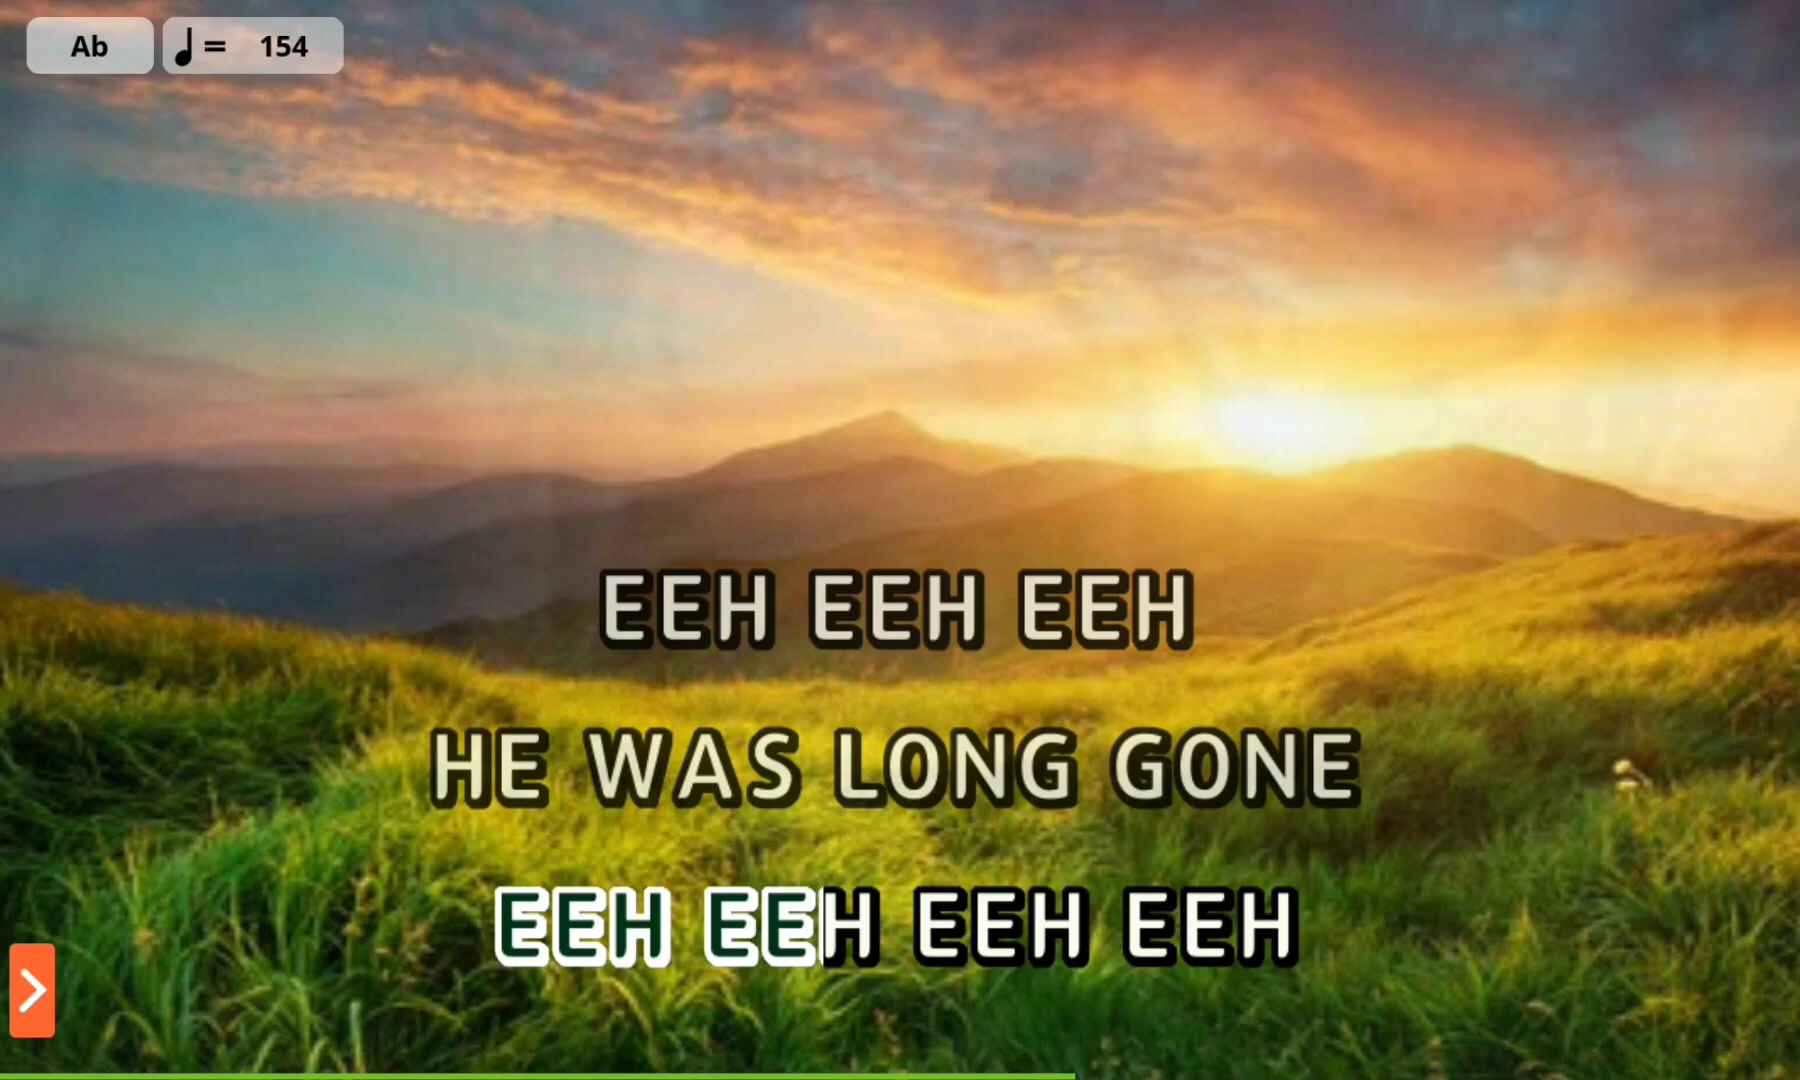 Ab
♩ = 154
EEH EEH EEH
HE WAS LONG GONE
EEH EEH EEH EEH